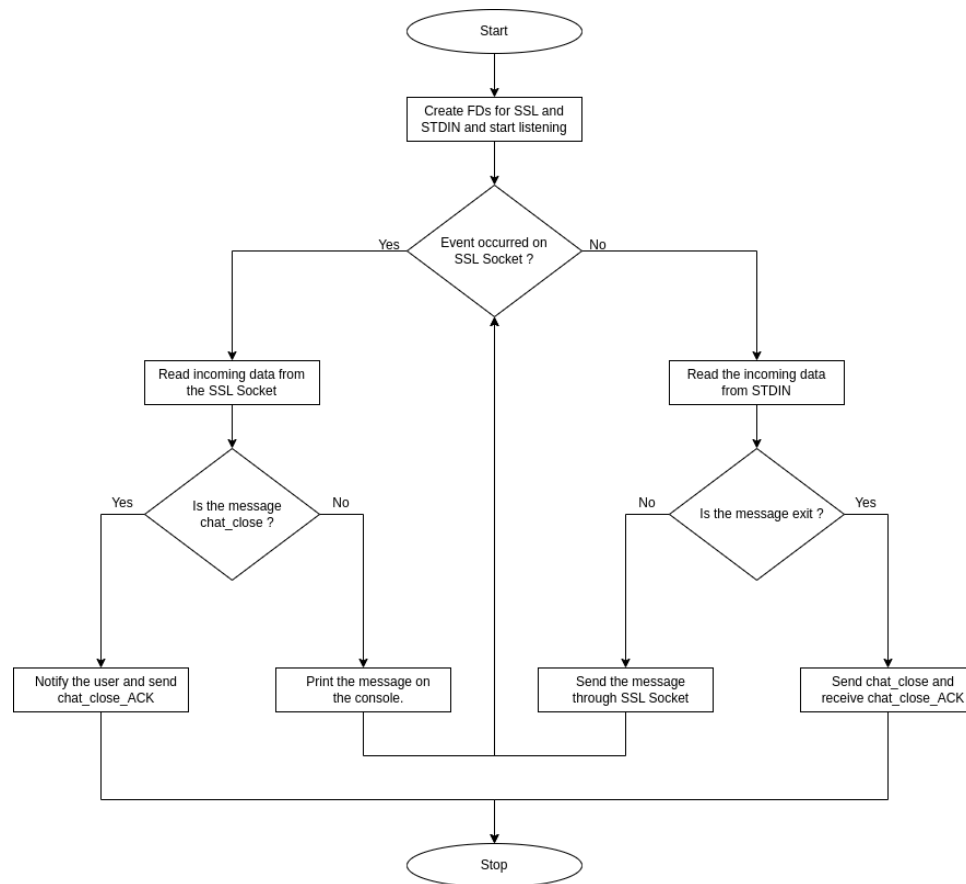 Start
Create FDs for SSL and
STDIN and start listening
Yes
Event occurred on
SSL Socket ?
No
Read incoming data from
the SSL Socket
Read the incoming data
from STDIN
Yes
Is the message
chat_close ?
No
No
Is the message exit ?
Yes
Notify the user and send
chat_close_ACK
Print the message on
the console.
Send the message
through SSL Socket
Send chat_close and
receive chat_close_ACK
Stop